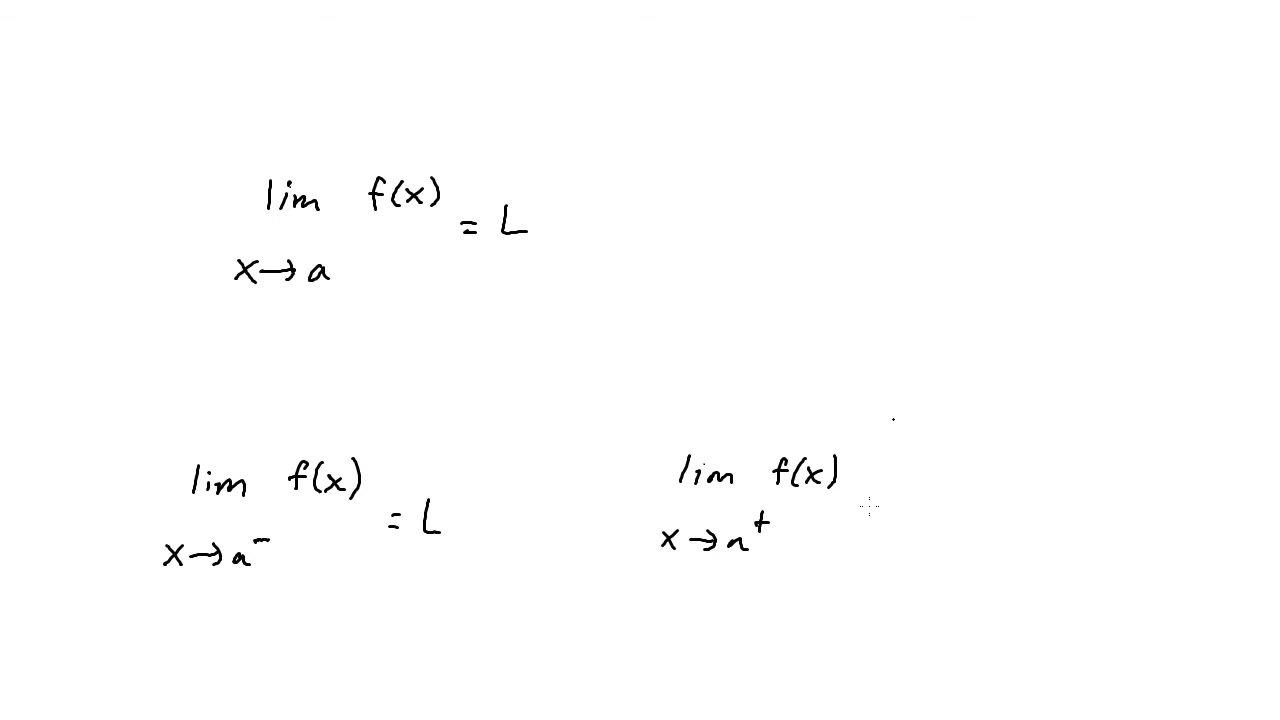 lim f(x) = L
x→a
lim f(x) = L
x→a⁻
lim f(x)
x→a⁺